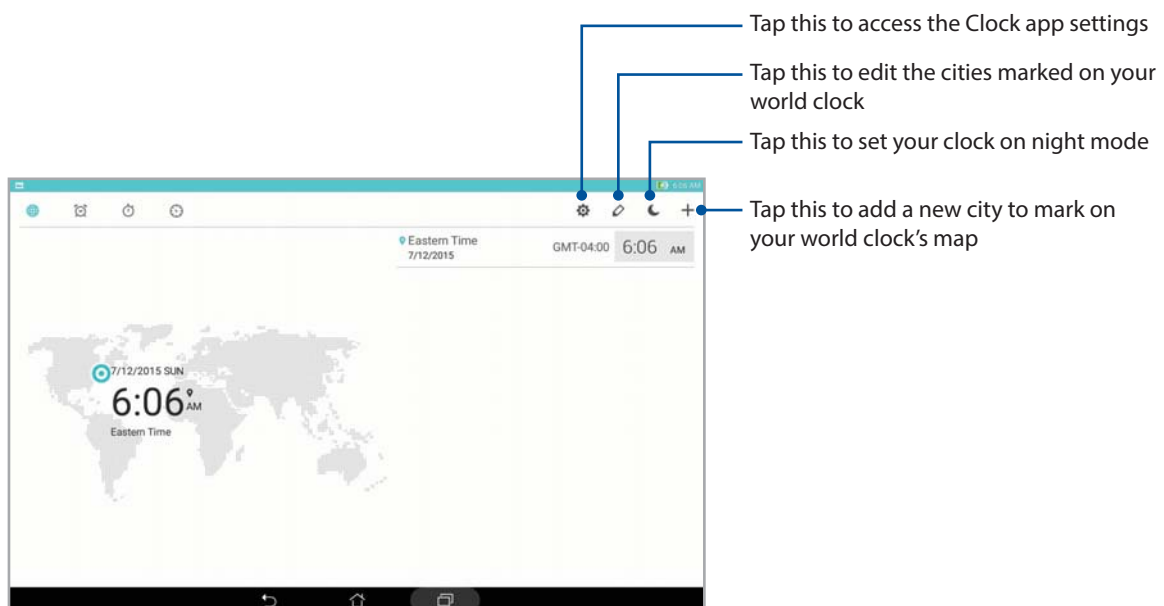 Tap this to access the Clock app settings
Tap this to edit the cities marked on your
world clock
Tap this to set your clock on night mode
6:06 AM
Tap this to add a new city to mark on
your world clock's map
Eastern Time
7/12/2015
GMT-04:00
6:06 AM
7/12/2015 SUN
6:06 AM
Eastern Time